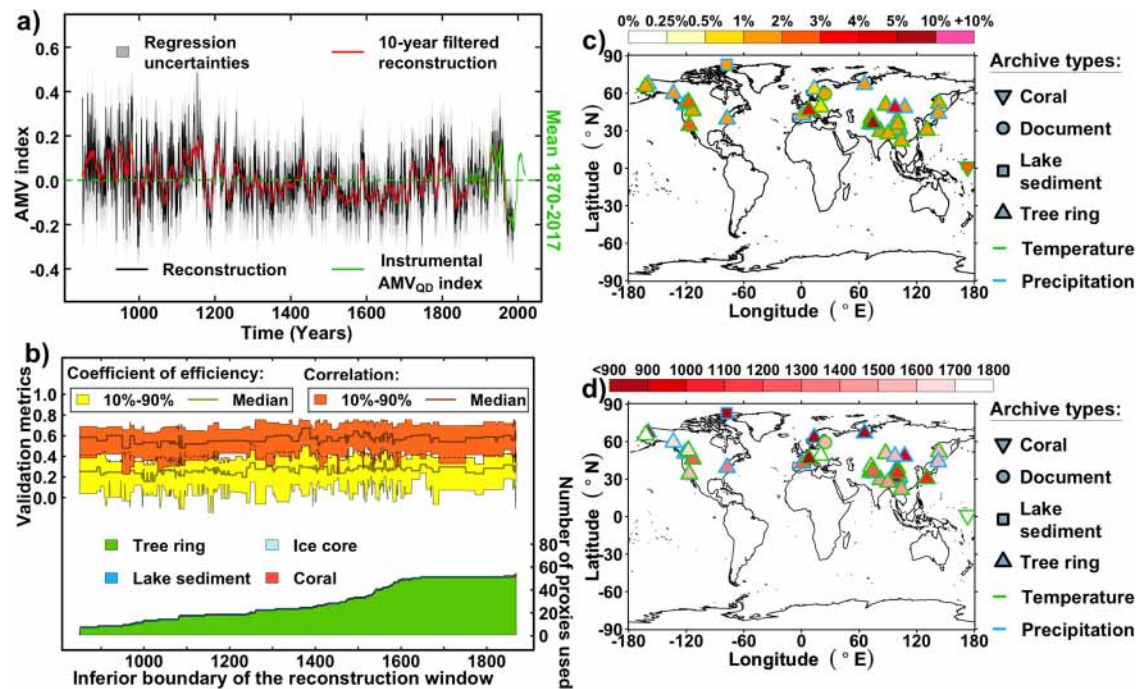 a)
0.6
0.4
0.2
0.0
-0.2
-0.4
AMV index
Regression
uncertainties
10-year filtered
reconstruction
Reconstruction
Instrumental
AMVQD index
Mean 1870-2017
1000
1200
1400
1600
1800
2000
Time (Years)
b)
Coefficient of efficiency:
Correlation:
10%-90%
Median
10%-90%
Median
1.0
0.8
0.6
0.4
0.2
0.0
Validation metrics
Tree ring
Ice core
Lake sediment
Coral
80
60
40
20
0
Number of proxies used
1000
1200
1400
1600
1800
Inferior boundary of the reconstruction window
0%
0.25%
0.5%
1%
2%
3%
4%
5%
10%
+10%
c)
90
60
30
0
-30
-60
-90
Latitude (°N)
-180
-120
-60
0
60
120
180
Longitude (°E)
Archive types:
Coral
Document
Lake
sediment
Tree ring
Temperature
Precipitation
<900
900
1000
1100
1200
1300
1400
1500
1600
1700
1800
d)
90
60
30
0
-30
-60
-90
Latitude (°N)
-180
-120
-60
0
60
120
180
Longitude (°E)
Archive types:
Coral
Document
Lake
sediment
Tree ring
Temperature
Precipitation